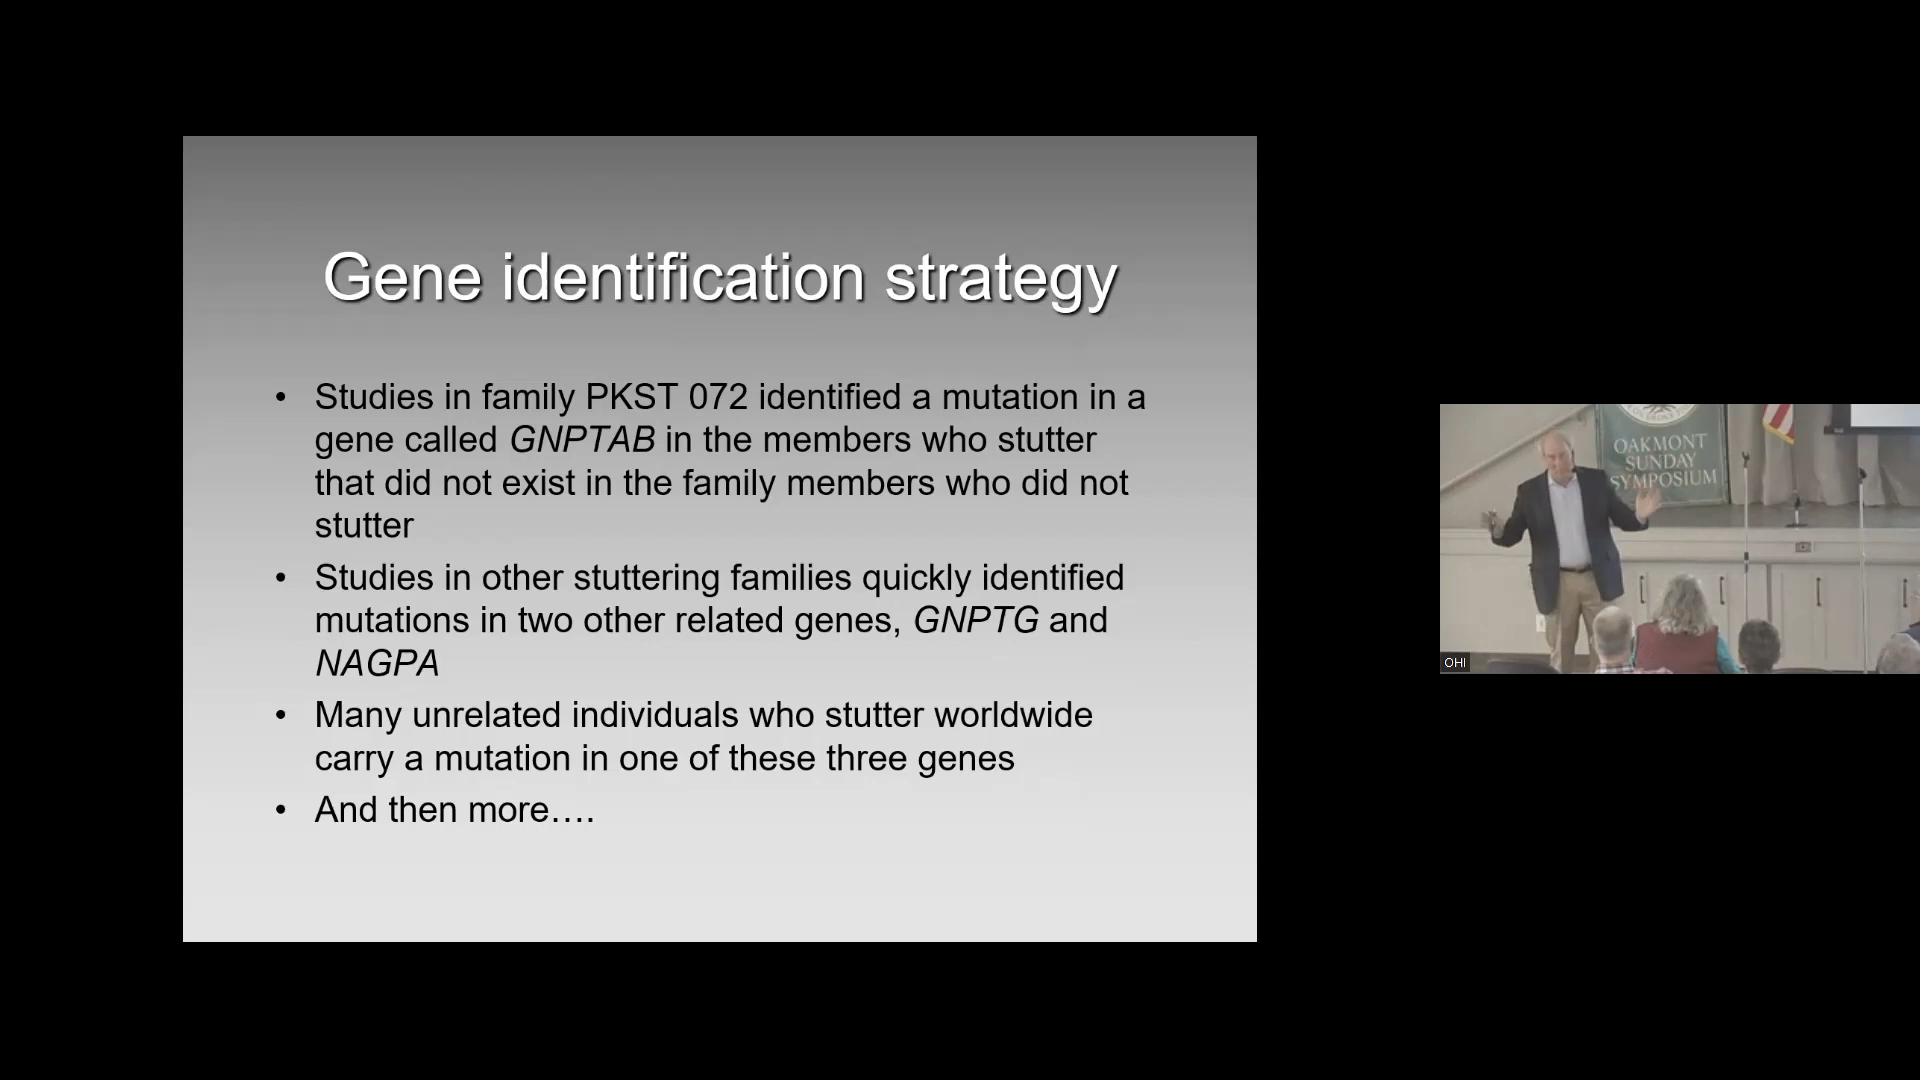 Gene identification strategy
• Studies in family PKST 072 identified a mutation in a
gene called GNPTAB in the members who stutter
that did not exist in the family members who did not
stutter
• Studies in other stuttering families quickly identified
mutations in two other related genes, GNPTG and
NAGPA
• Many unrelated individuals who stutter worldwide
carry a mutation in one of these three genes
• And then more….
OAKMONT
SUNDAY
SYMPOSIUM
OHI